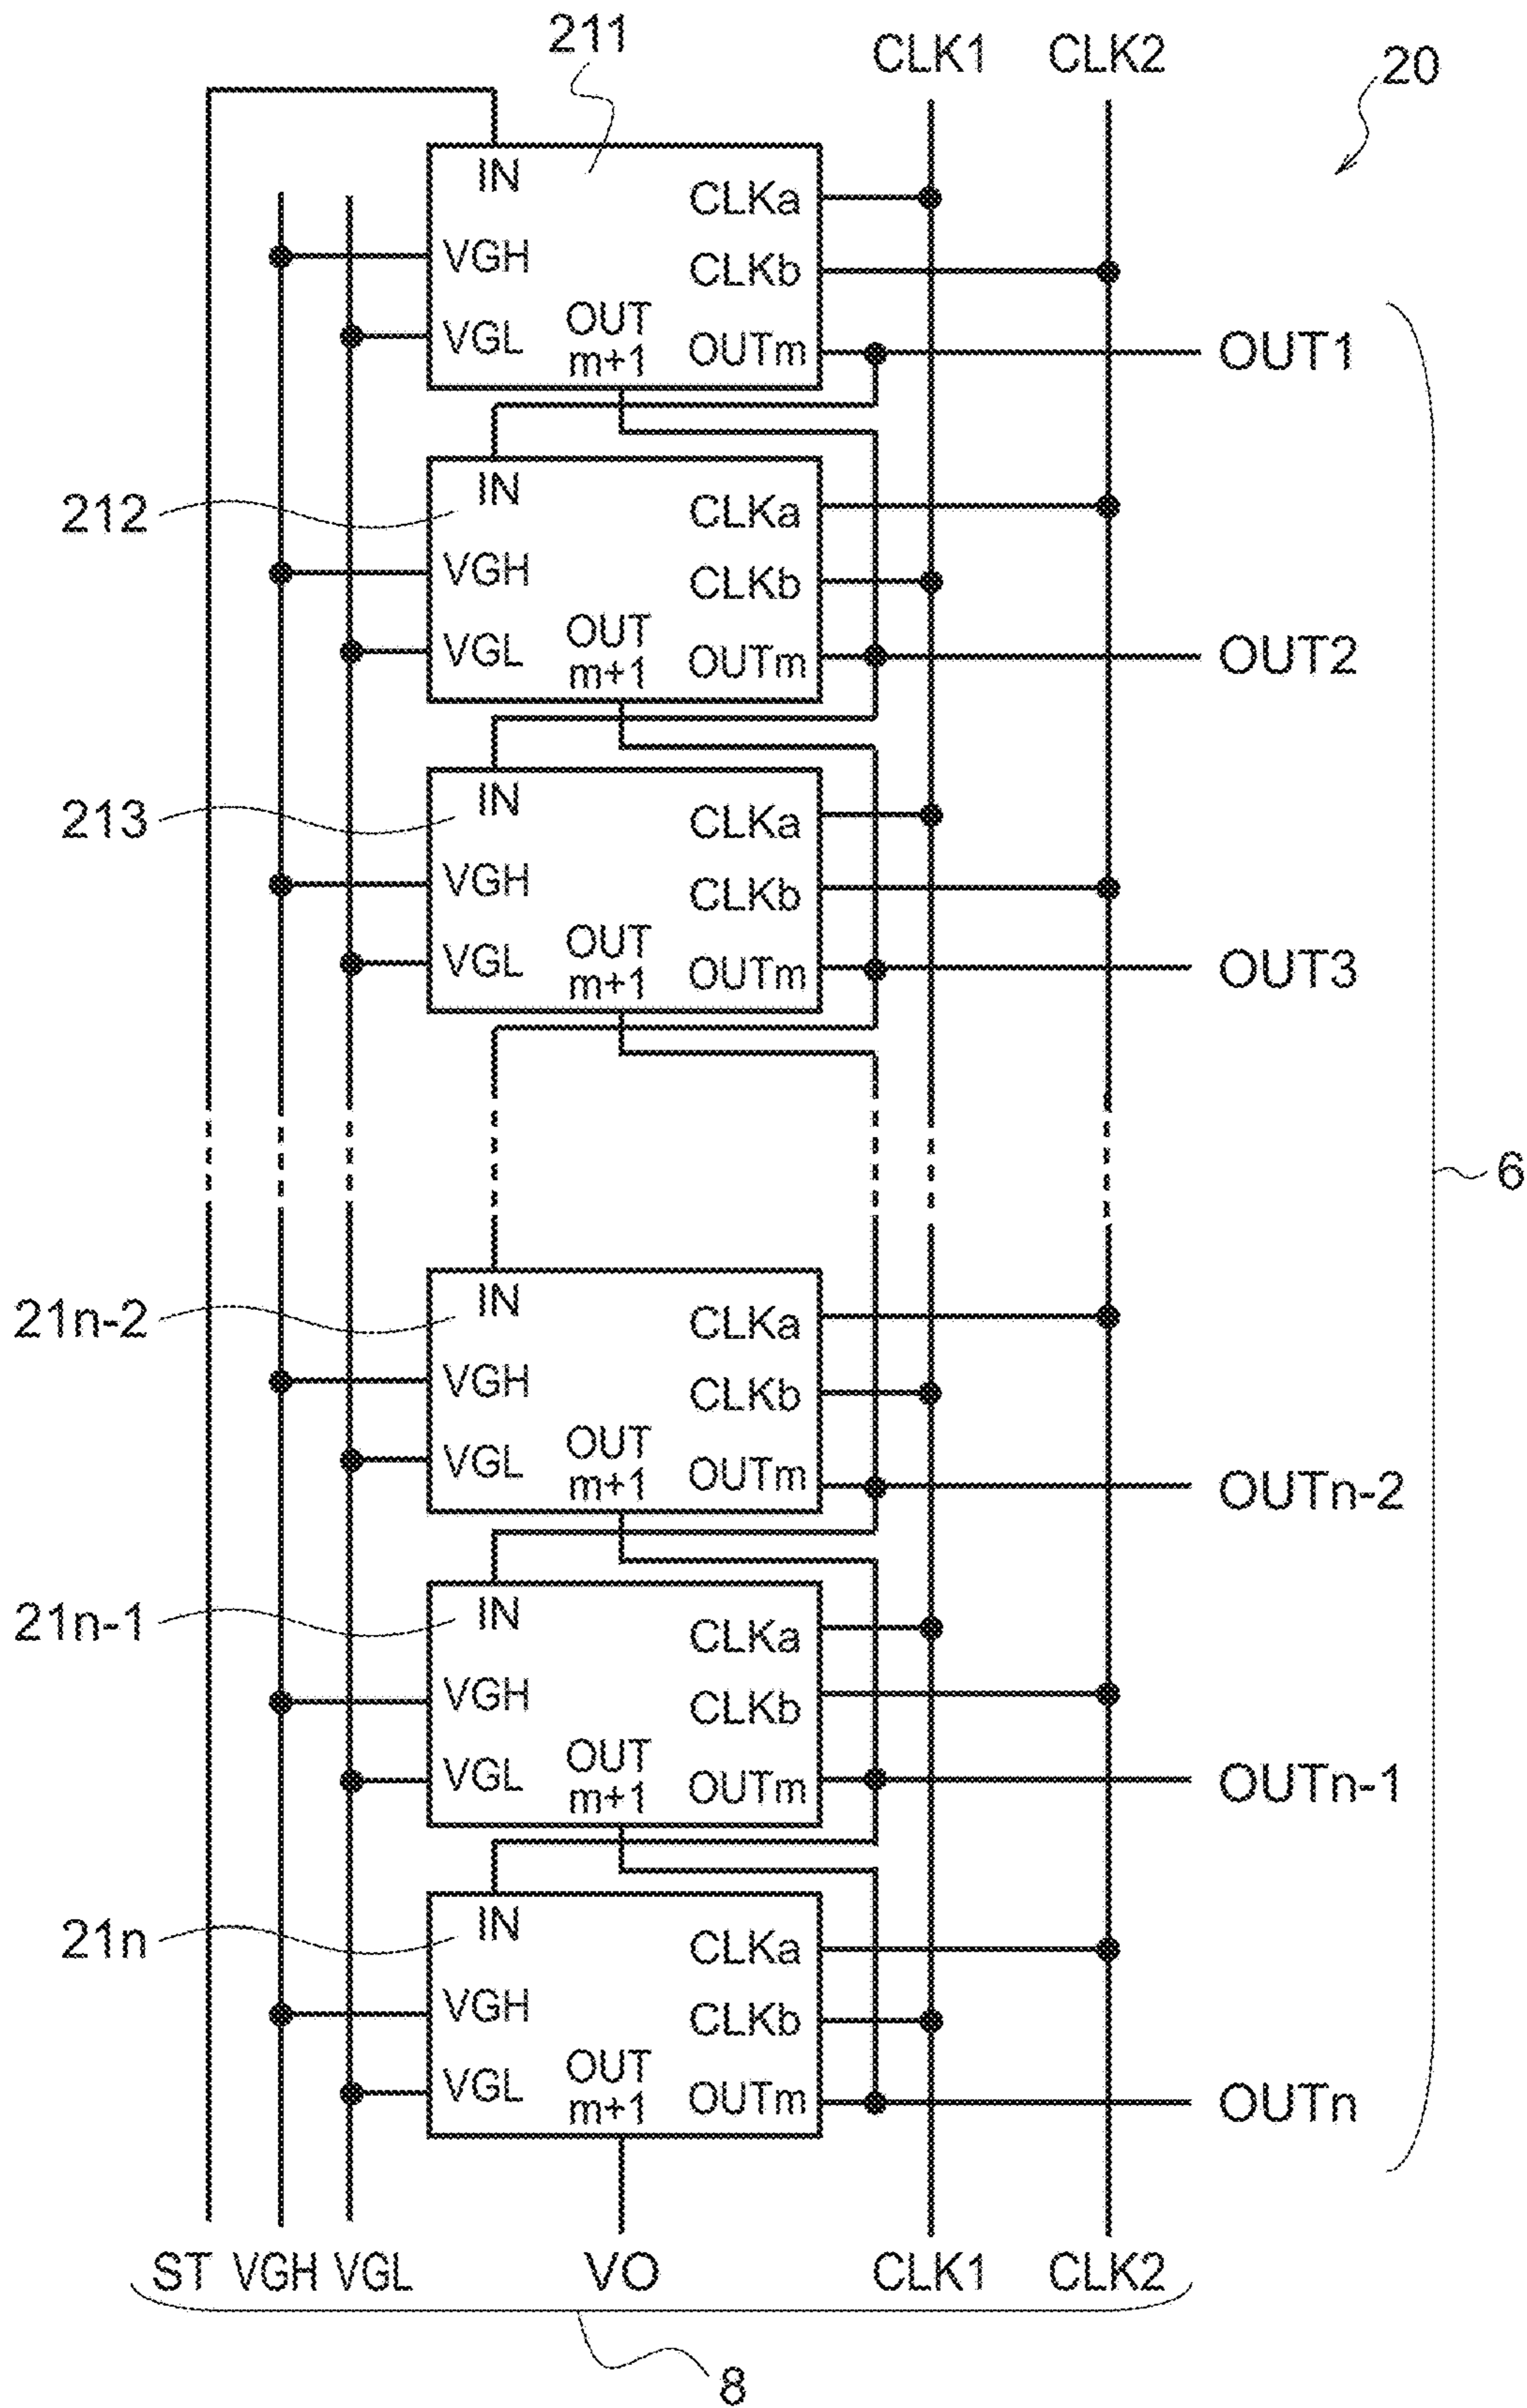 211
CLK1
CLK2
20
IN
CLKa
VGH
CLKb
VGL
OUT
m+1
OUTm
OUT1
212
IN
CLKa
VGH
CLKb
VGL
OUT
m+1
OUTm
OUT2
213
IN
CLKa
VGH
CLKb
VGL
OUT
m+1
OUTm
OUT3
6
21n-2
IN
CLKa
VGH
CLKb
VGL
OUT
m+1
OUTm
OUTn-2
21n-1
IN
CLKa
VGH
CLKb
VGL
OUT
m+1
OUTm
OUTn-1
21n
IN
CLKa
VGH
CLKb
VGL
OUT
m+1
OUTm
OUTn
ST
VGH
VGL
VO
CLK1
CLK2
8